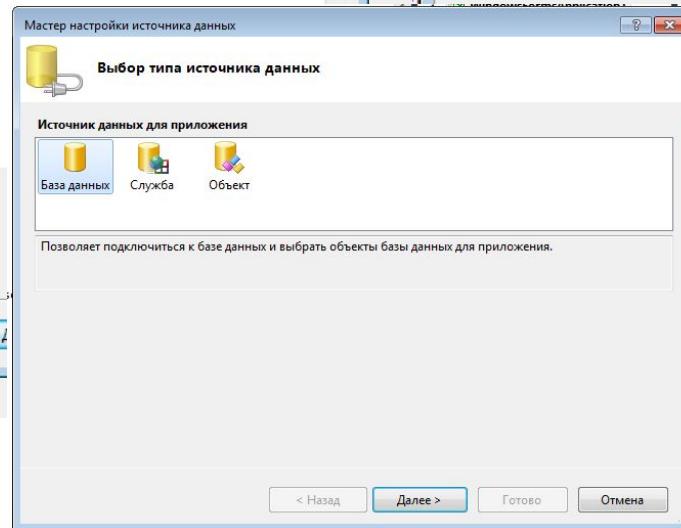 Мастер настройки источника данных
Выбор типа источника данных
Источник данных для приложения
База данных
Служба
Объект
Позволяет подключиться к базе данных и выбрать объекты базы данных для приложения.
< Назад
Далее >
Готово
Отмена